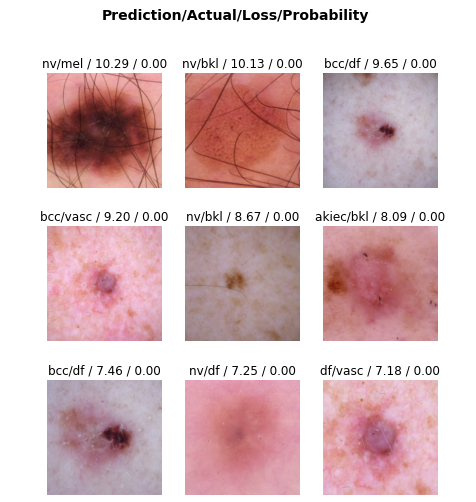 Prediction/Actual/Loss/Probability
nv/mel / 10.29 / 0.00
nv/bkl / 10.13 / 0.00
bcc/df / 9.65 / 0.00
bcc/vasc / 9.20 / 0.00
nv/bkl / 8.67 / 0.00
akiec/bkl / 8.09 / 0.00
bcc/df / 7.46 / 0.00
nv/df / 7.25 / 0.00
df/vasc / 7.18 / 0.00